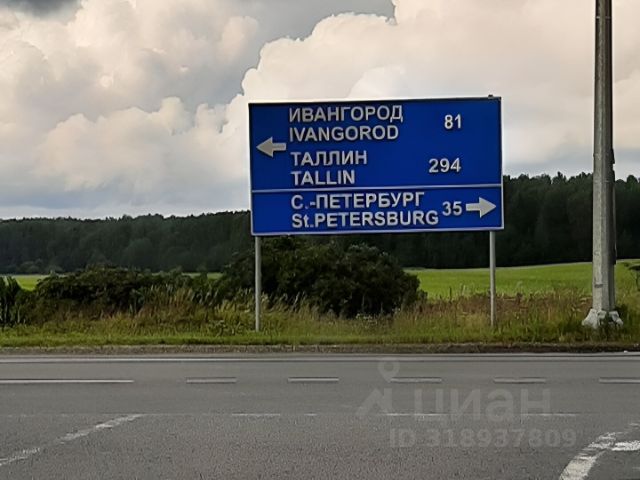 ИВАНГОРОД 81
IVANGOROD
ТАЛЛИН 294
TALLIN
С.-ПЕТЕРБУРГ 35
St.PETERSBURG
циан
ID 318937809